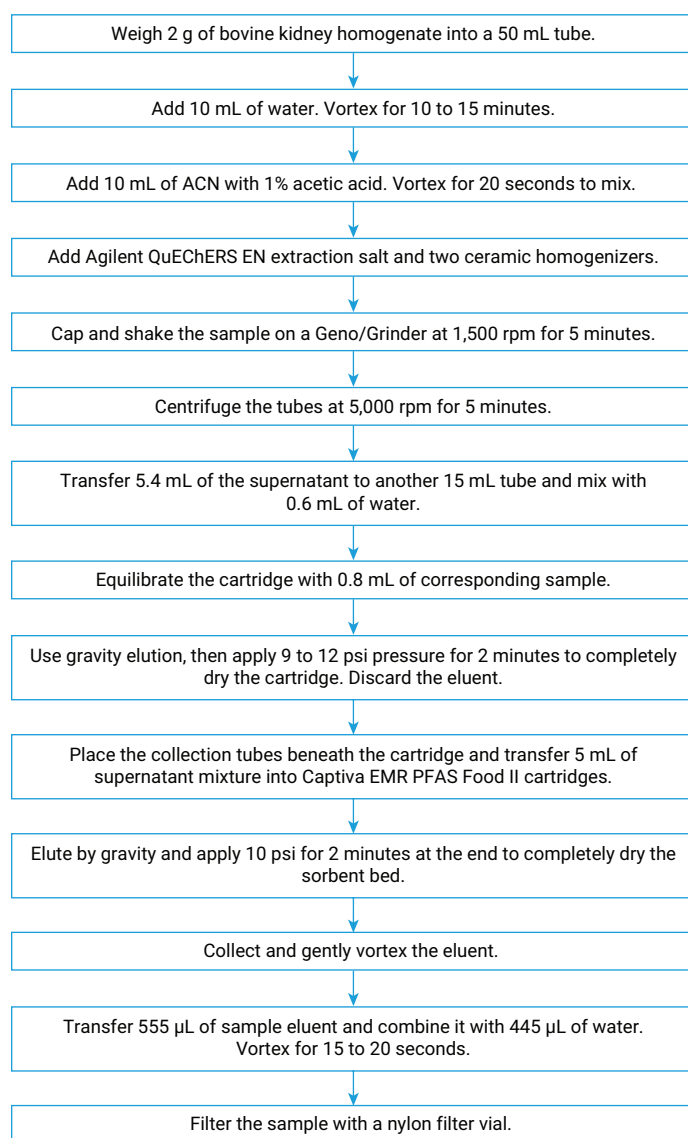 Weigh 2 g of bovine kidney homogenate into a 50 mL tube.
Add 10 mL of water. Vortex for 10 to 15 minutes.
Add 10 mL of ACN with 1% acetic acid. Vortex for 20 seconds to mix.
Add Agilent QuEChERS EN extraction salt and two ceramic homogenizers.
Cap and shake the sample on a Geno/Grinder at 1,500 rpm for 5 minutes.
Centrifuge the tubes at 5,000 rpm for 5 minutes.
Transfer 5.4 mL of the supernatant to another 15 mL tube and mix with
0.6 mL of water.
Equilibrate the cartridge with 0.8 mL of corresponding sample.
Use gravity elution, then apply 9 to 12 psi pressure for 2 minutes to completely
dry the cartridge. Discard the eluent.
Place the collection tubes beneath the cartridge and transfer 5 mL of
supernatant mixture into Captiva EMR PFAS Food II cartridges.
Elute by gravity and apply 10 psi for 2 minutes at the end to completely dry the
sorbent bed.
Collect and gently vortex the eluent.
Transfer 555 µL of sample eluent and combine it with 445 µL of water.
Vortex for 15 to 20 seconds.
Filter the sample with a nylon filter vial.